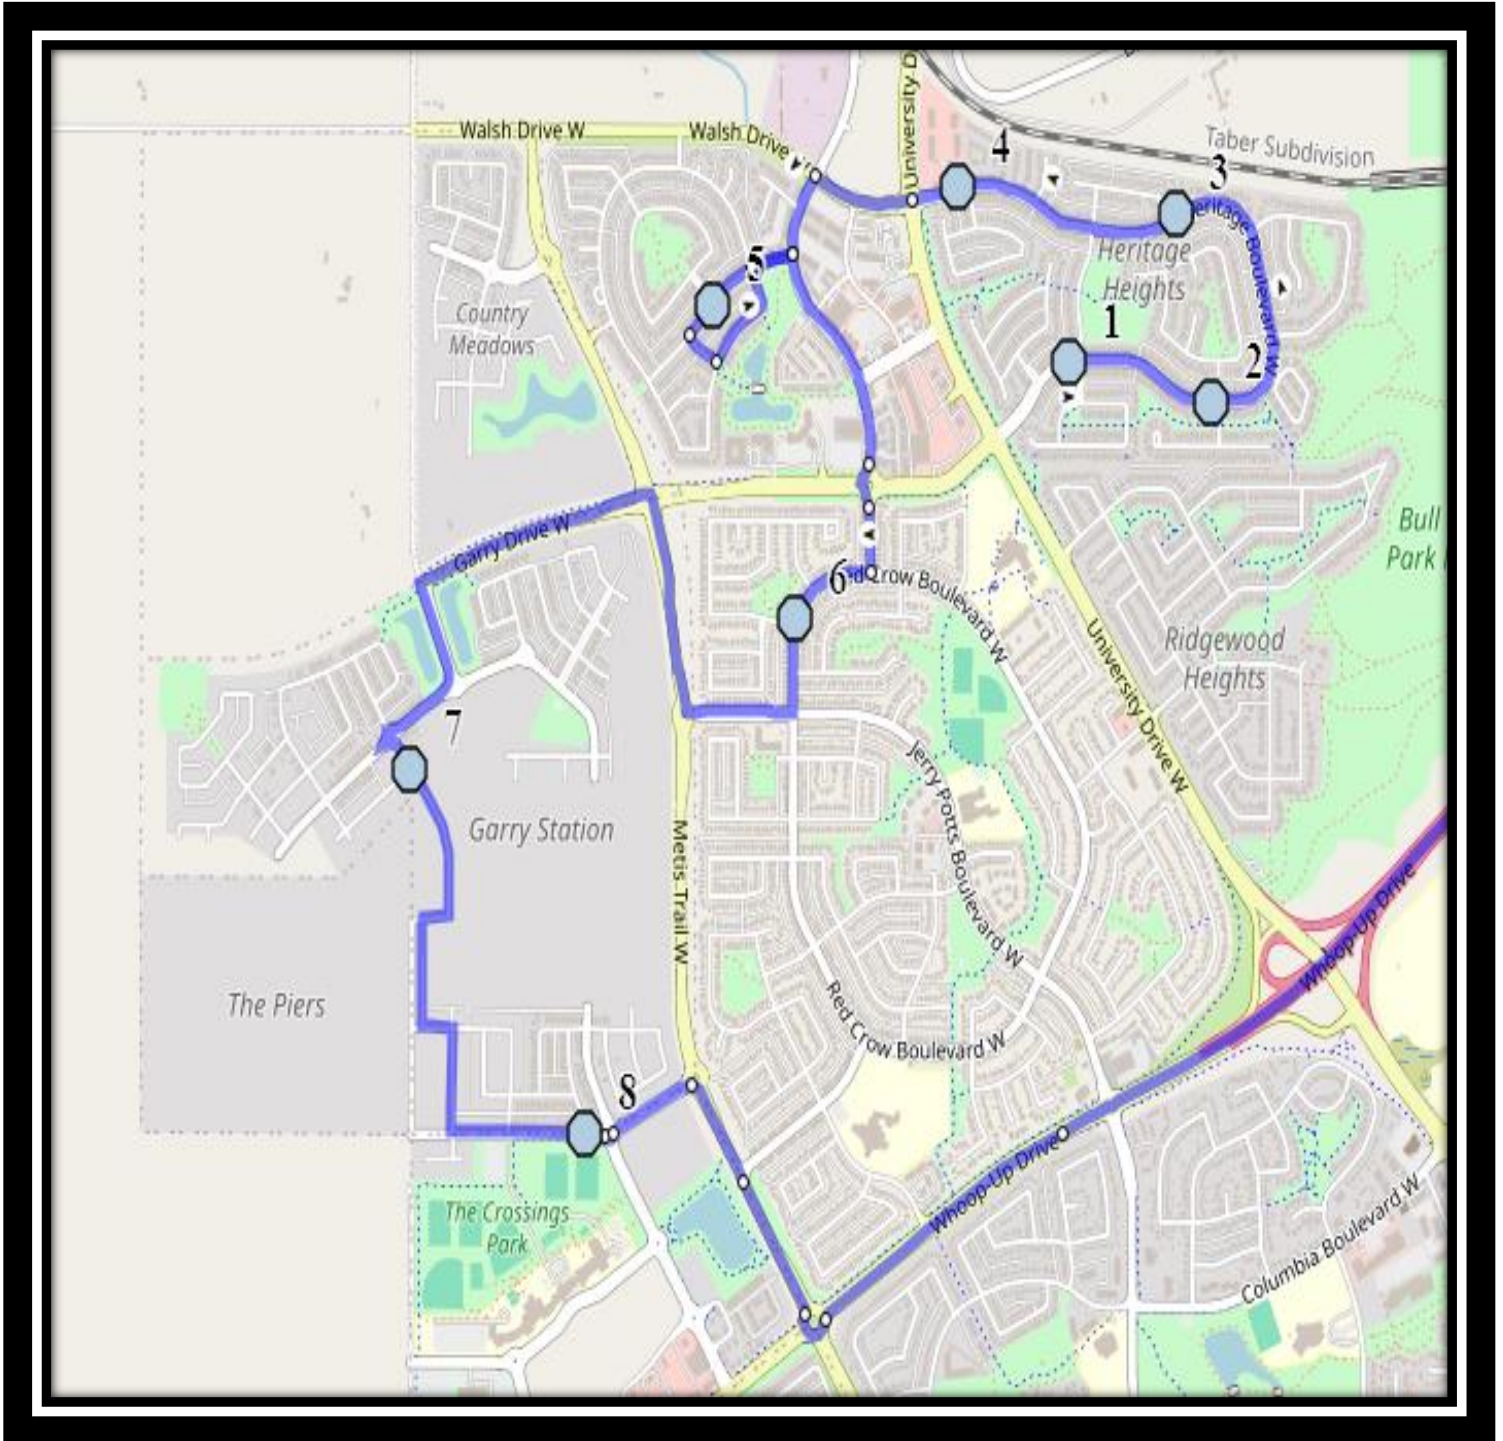 Walsh Drive W
Walsh Drive
University D
Taber Subdivision
4
3
Heritage Boulevard W
Heritage
Heights
5
Country
Meadows
1
2
Garry Drive W
Bull
Park
6
Crow Boulevard W
University Drive W
Ridgewood
Heights
7
Jerry Potts Boulevard W
Garry Station
Metis Trail W
Whoop-Up Drive
The Piers
Red Crow Boulevard W
8
Whoop-Up Drive
The Crossings
Park
Columbia Boulevard W